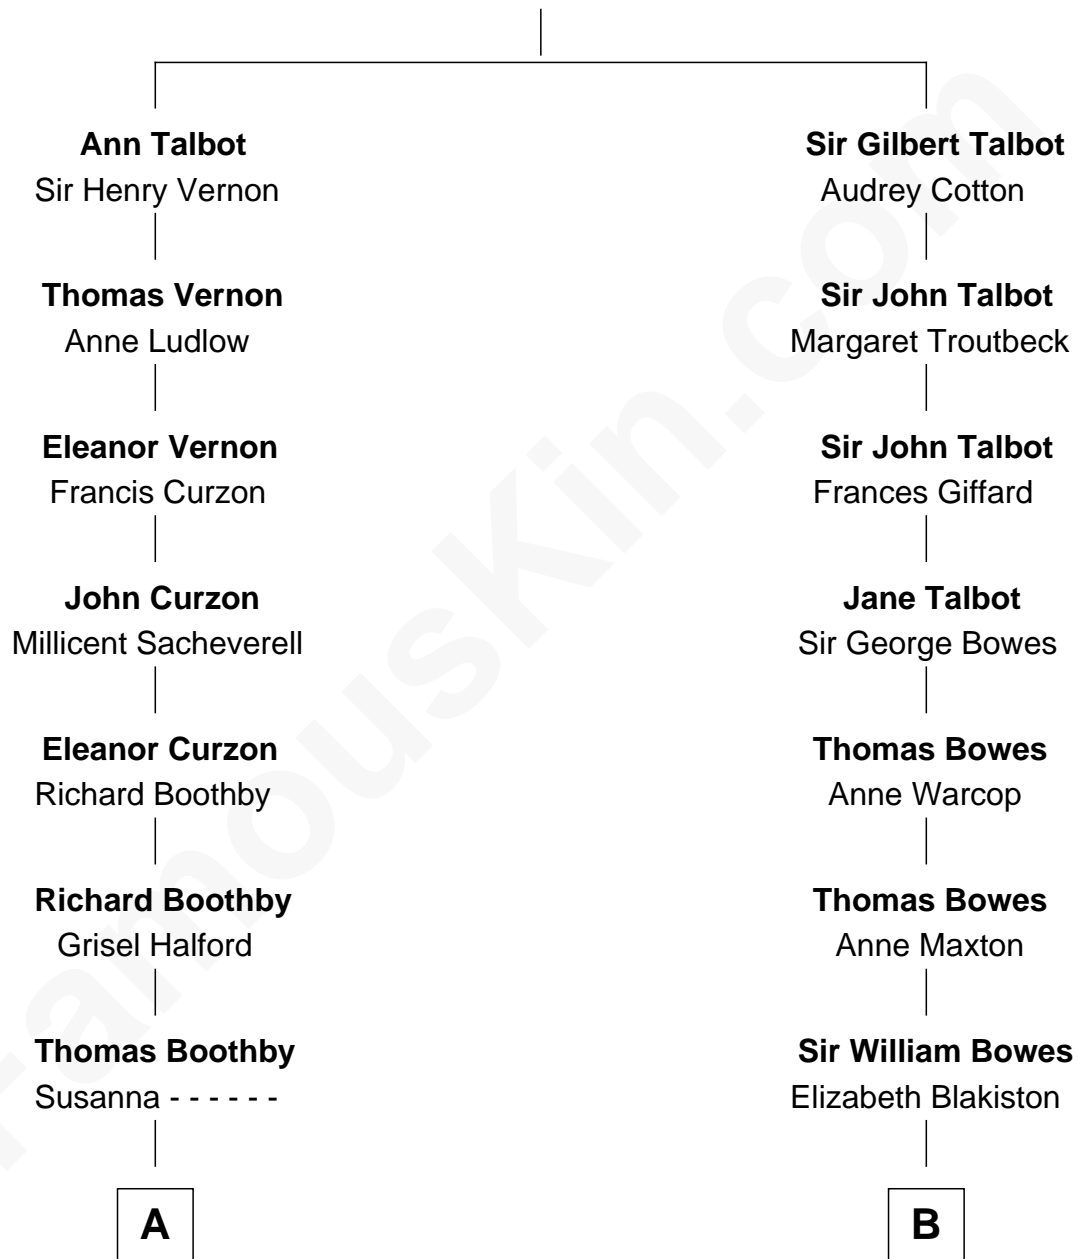 Ann Talbot
Sir Henry Vernon
Thomas Vernon
Anne Ludlow
Eleanor Vernon
Francis Curzon
John Curzon
Millicent Sacheverell
Eleanor Curzon
Richard Boothby
Richard Boothby
Grisel Halford
Thomas Boothby
Susanna - - - - - -
A
Sir Gilbert Talbot
Audrey Cotton
Sir John Talbot
Margaret Troutbeck
Sir John Talbot
Frances Giffard
Jane Talbot
Sir George Bowes
Thomas Bowes
Anne Warcop
Thomas Bowes
Anne Maxton
Sir William Bowes
Elizabeth Blakiston
B
FamousKin.com